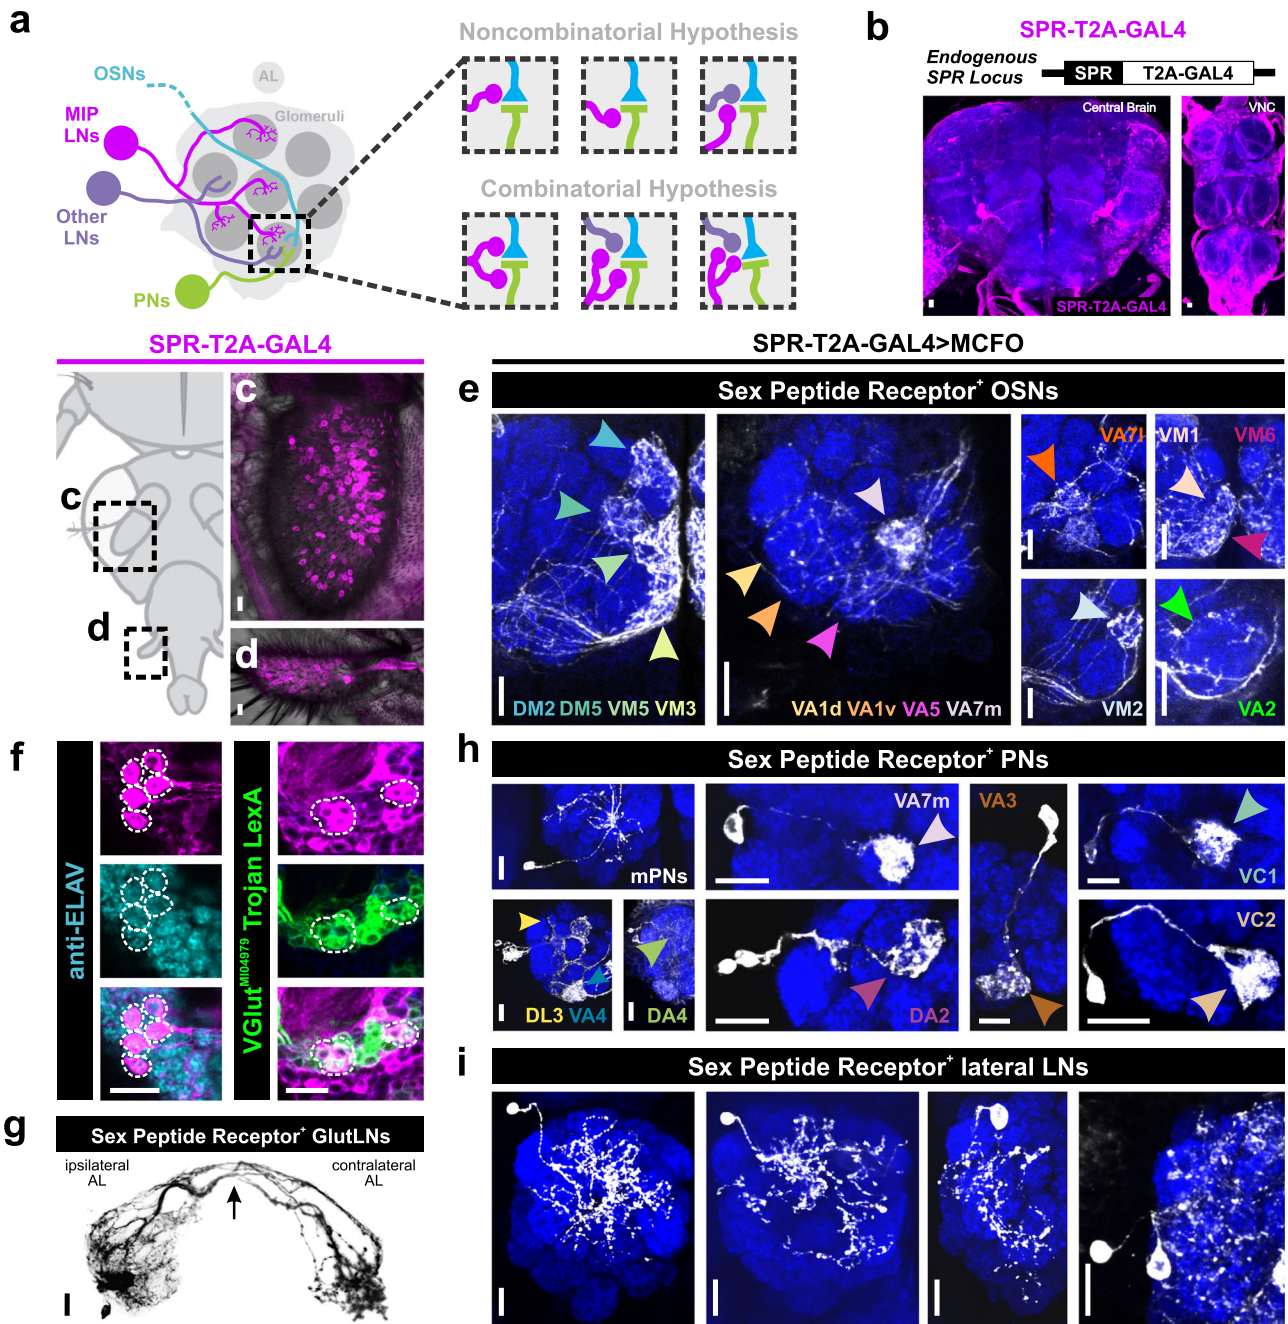 a
OSNs
AL
MIP
LNs
Glomeruli
Other
LNs
PNs
Noncombinatorial Hypothesis
Combinatorial Hypothesis
b
SPR-T2A-GAL4
Endogenous
SPR Locus
SPR
T2A-GAL4
Central Brain
VNC
SPR-T2A-GAL4
SPR-T2A-GAL4
c
c
d
d
SPR-T2A-GAL4>MCFO
e
Sex Peptide Receptor⁺ OSNs
DM2 DM5 VM5 VM3
VA1d VA1v VA5 VA7m
VA7l
VM1
VM6
VM2
VA2
f
anti-ELAV
VGlut^MI04979 Trojan LexA
g
Sex Peptide Receptor⁺ GlutLNs
ipsilateral
AL
contralateral
AL
h
Sex Peptide Receptor⁺ PNs
mPNs
VA7m
VA3
VC1
DL3 VA4
DA4
DA2
VC2
i
Sex Peptide Receptor⁺ lateral LNs